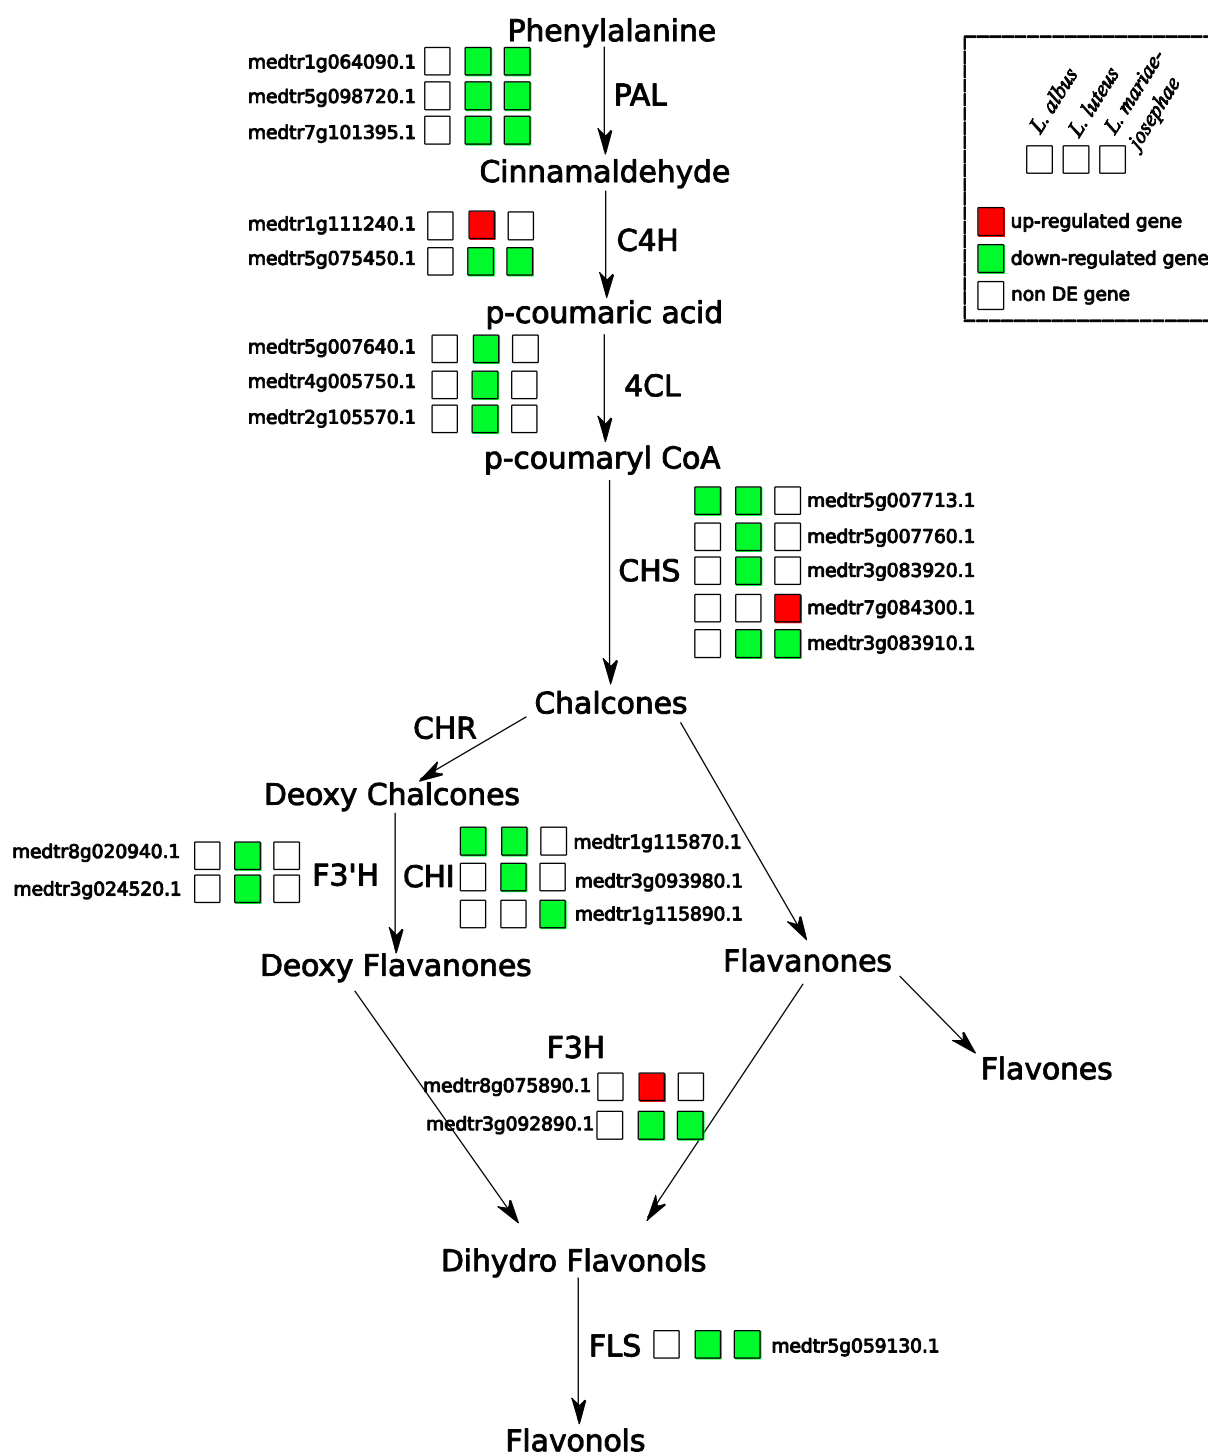 Phenylalanine
medtr1g064090.1
medtr5g098720.1
medtr7g101395.1
PAL
L. albus
L. luteus
L. mariae-
josephae
up-regulated gene
down-regulated gene
non DE gene
Cinnamaldehyde
medtr1g111240.1
medtr5g075450.1
C4H
p-coumaric acid
medtr5g007640.1
medtr4g005750.1
medtr2g105570.1
4CL
p-coumaryl CoA
CHS
medtr5g007713.1
medtr5g007760.1
medtr3g083920.1
medtr7g084300.1
medtr3g083910.1
Chalcones
CHR
Deoxy Chalcones
medtr8g020940.1
medtr3g024520.1
F3'H
CHI
medtr1g115870.1
medtr3g093980.1
medtr1g115890.1
Deoxy Flavanones
Flavanones
F3H
medtr8g075890.1
medtr3g092890.1
Flavones
Dihydro Flavonols
FLS
medtr5g059130.1
Flavonols